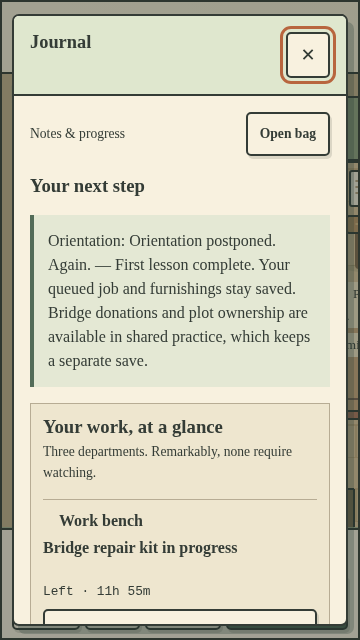 Journal
×
Notes & progress
Open bag
Your next step
Orientation: Orientation postponed.
Again. — First lesson complete. Your
queued job and furnishings stay saved.
Bridge donations and plot ownership are
available in shared practice, which keeps
a separate save.
Your work, at a glance
Three departments. Remarkably, none require
watching.
Work bench
Bridge repair kit in progress
Left · 11h 55m